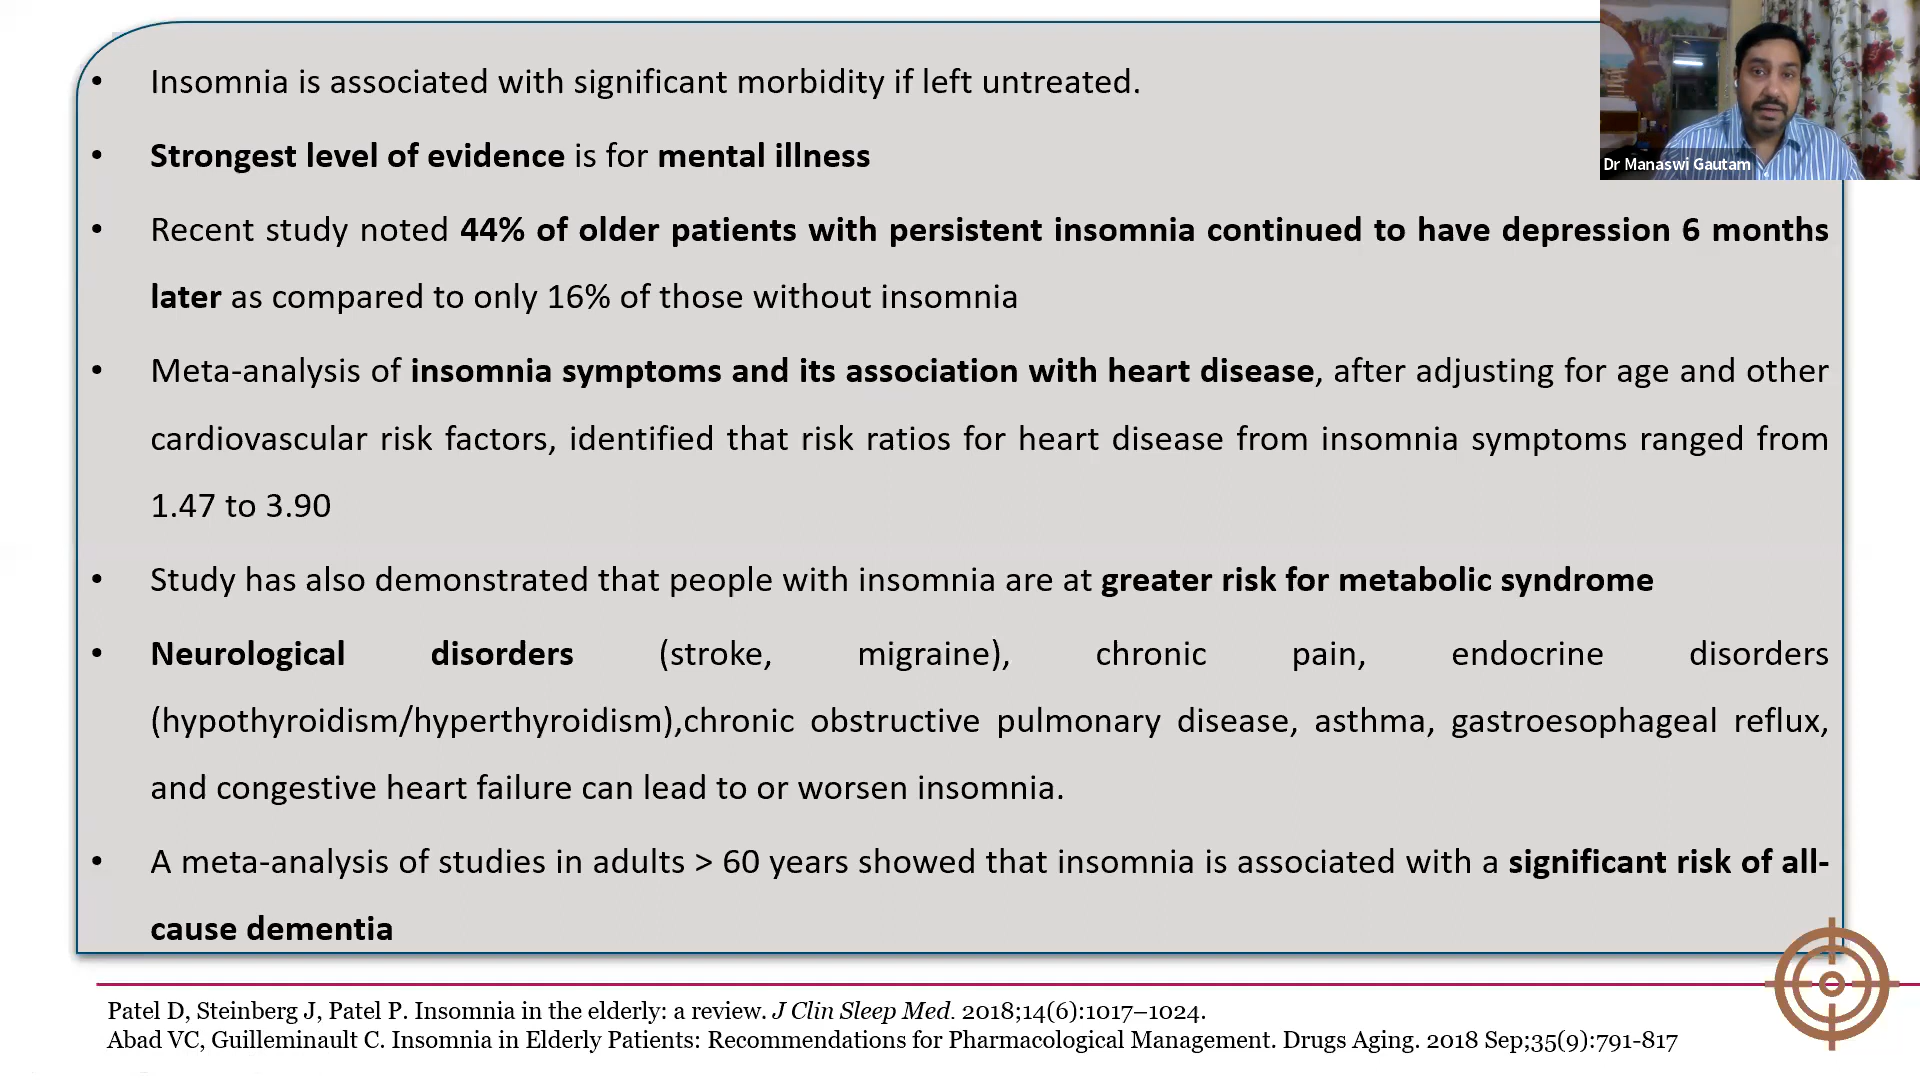 • Insomnia is associated with significant morbidity if left untreated.
• Strongest level of evidence is for mental illness
• Recent study noted 44% of older patients with persistent insomnia continued to have depression 6 months
later as compared to only 16% of those without insomnia
• Meta-analysis of insomnia symptoms and its association with heart disease, after adjusting for age and other
cardiovascular risk factors, identified that risk ratios for heart disease from insomnia symptoms ranged from
1.47 to 3.90
• Study has also demonstrated that people with insomnia are at greater risk for metabolic syndrome
• Neurological disorders (stroke, migraine), chronic pain, endocrine disorders
(hypothyroidism/hyperthyroidism),chronic obstructive pulmonary disease, asthma, gastroesophageal reflux,
and congestive heart failure can lead to or worsen insomnia.
• A meta-analysis of studies in adults > 60 years showed that insomnia is associated with a significant risk of all-
cause dementia
Dr Manaswi Gautam
Patel D, Steinberg J, Patel P. Insomnia in the elderly: a review. J Clin Sleep Med. 2018;14(6):1017–1024.
Abad VC, Guilleminault C. Insomnia in Elderly Patients: Recommendations for Pharmacological Management. Drugs Aging. 2018 Sep;35(9):791-817